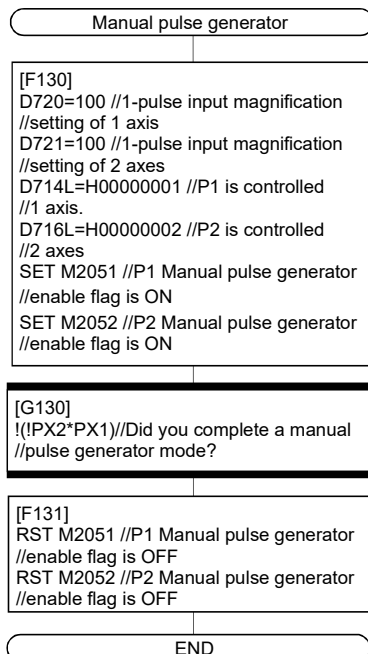 Manual pulse generator
[F130]
D720=100 //1-pulse input magnification
//setting of 1 axis
D721=100 //1-pulse input magnification
//setting of 2 axes
D714L=H00000001 //P1 is controlled
//1 axis.
D716L=H00000002 //P2 is controlled
//2 axes
SET M2051 //P1 Manual pulse generator
//enable flag is ON
SET M2052 //P2 Manual pulse generator
//enable flag is ON
[G130]
!(!PX2*PX1)//Did you complete a manual
//pulse generator mode?
[F131]
RST M2051 //P1 Manual pulse generator
//enable flag is OFF
RST M2052 //P2 Manual pulse generator
//enable flag is OFF
END